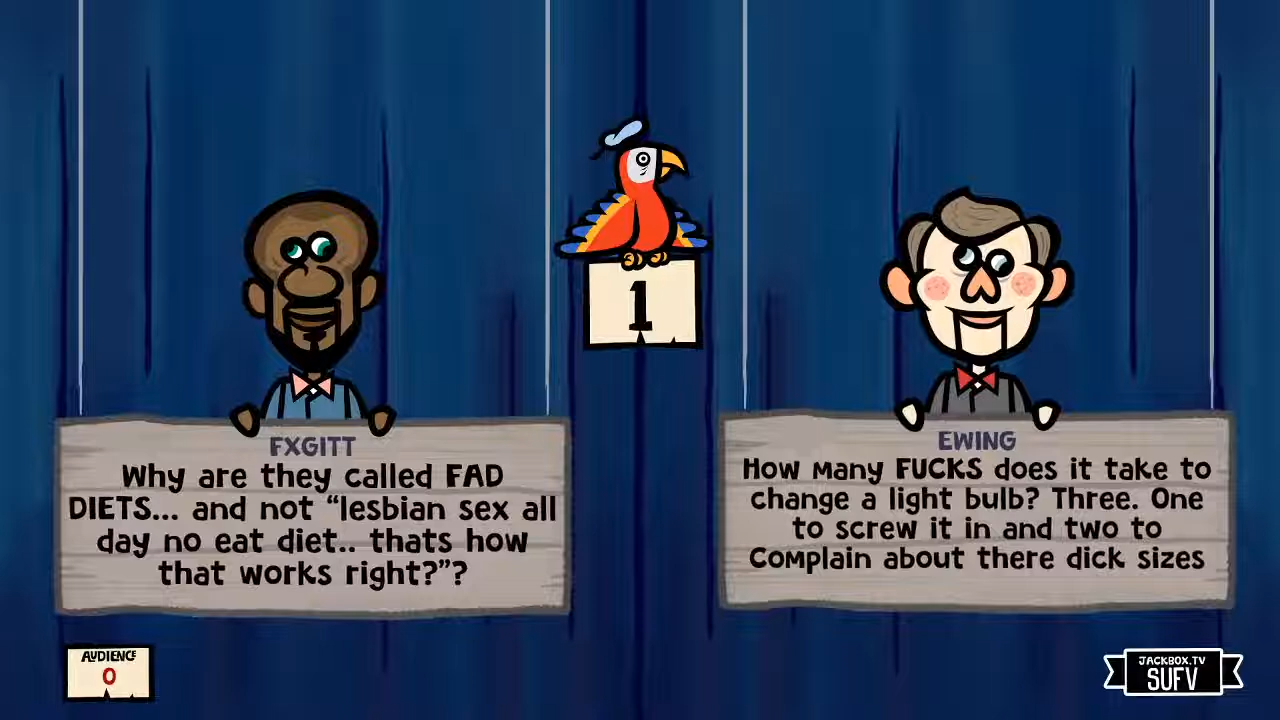 1
FXGITT
Why are they called FAD
DIETS... and not “lesbian sex all
day no eat diet.. thats how
that works right?”?
EWING
How many FUCKS does it take to
change a light bulb? Three. One
to screw it in and two to
Complain about there dick sizes
AUDIENCE
0
JACKBOX.TV
SUFV